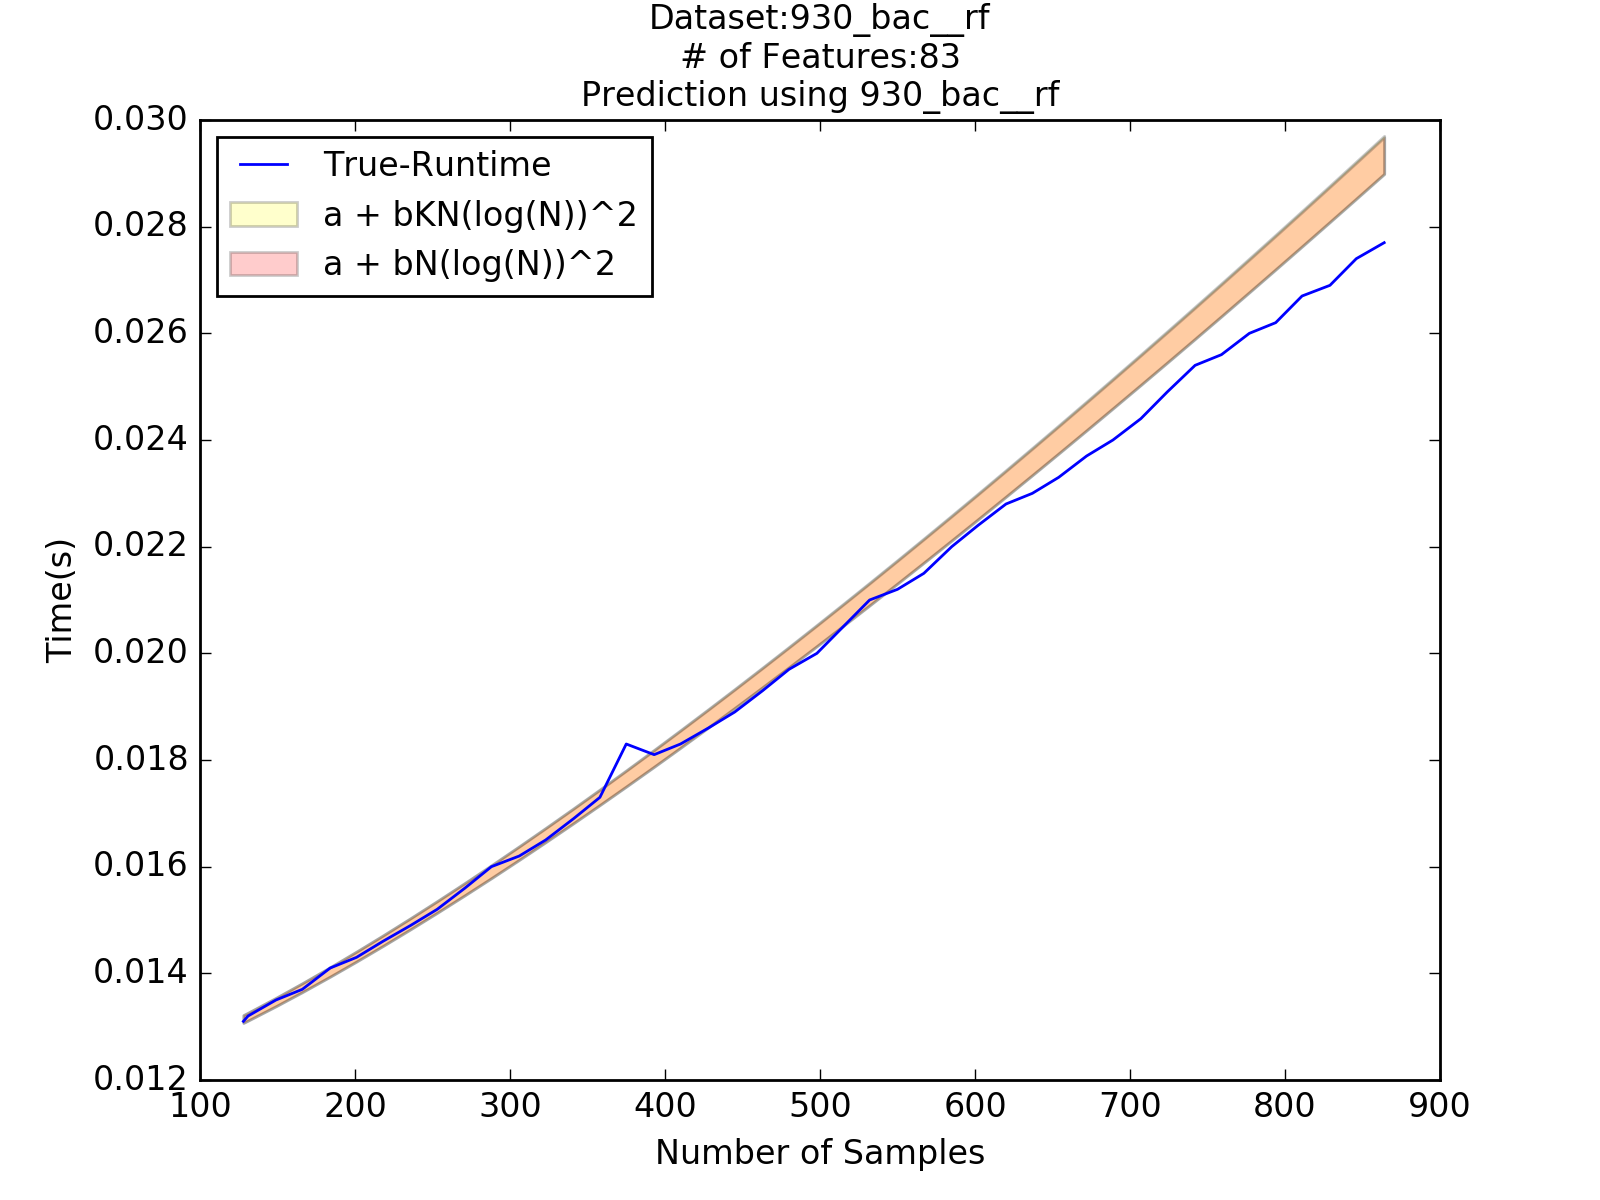 Dataset:930_bac__rf
# of Features:83
Prediction using 930_bac__rf
0.030
0.028
0.026
0.024
0.022
0.020
0.018
0.016
0.014
0.012
Time(s)
True-Runtime
a + bKN(log(N))^2
a + bN(log(N))^2
100 200 300 400 500 600 700 800 900
Number of Samples